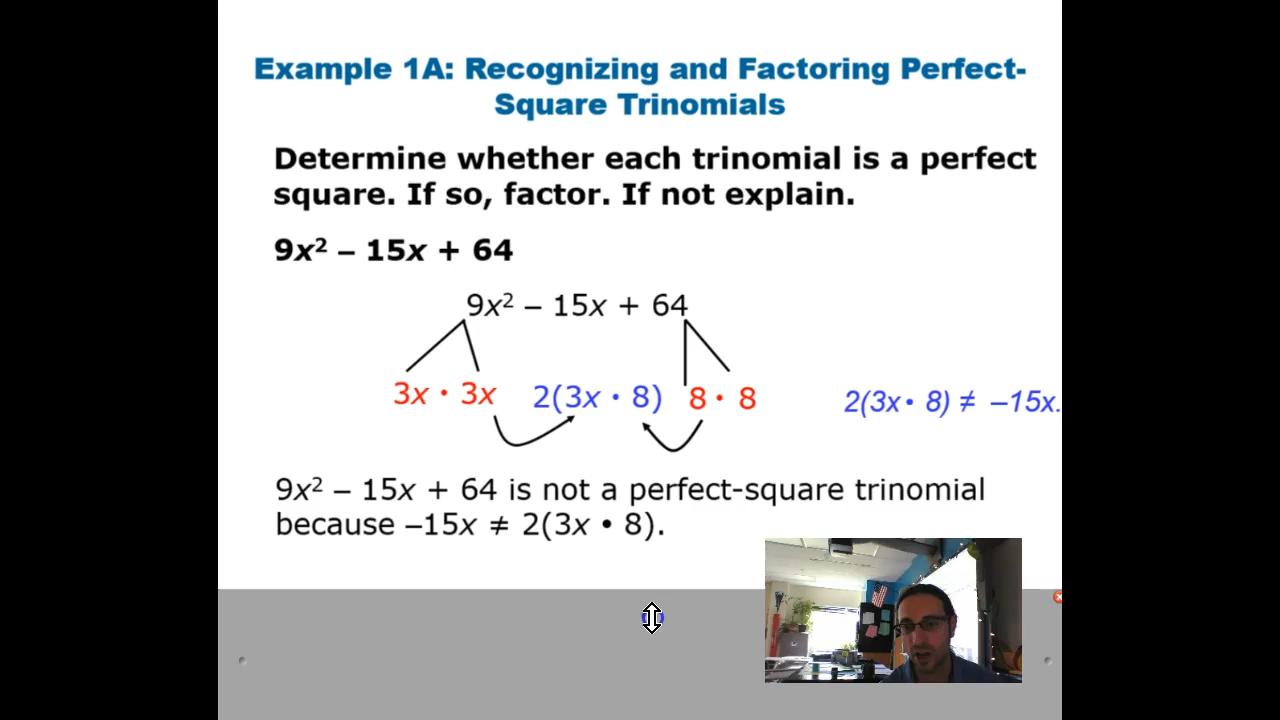 Example 1A: Recognizing and Factoring Perfect-
Square Trinomials
Determine whether each trinomial is a perfect
square. If so, factor. If not explain.
9x² – 15x + 64
9x² – 15x + 64
3x • 3x 2(3x • 8) 8 • 8 2(3x • 8) ≠ –15x.
9x² – 15x + 64 is not a perfect-square trinomial
because –15x ≠ 2(3x • 8).